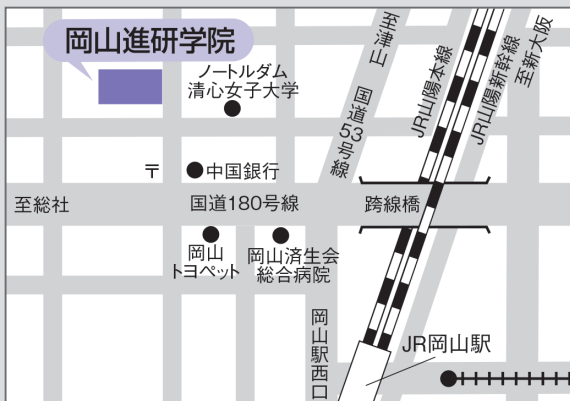 岡山進研学院
ノートルダム
清心女子大学
至津山
国道53号線
JR山陽本線
JR山陽新幹線
至新大阪
〒
中国銀行
至総社
国道180号線
跨線橋
岡山
トヨペット
岡山済生会
総合病院
岡山駅西口
JR岡山駅